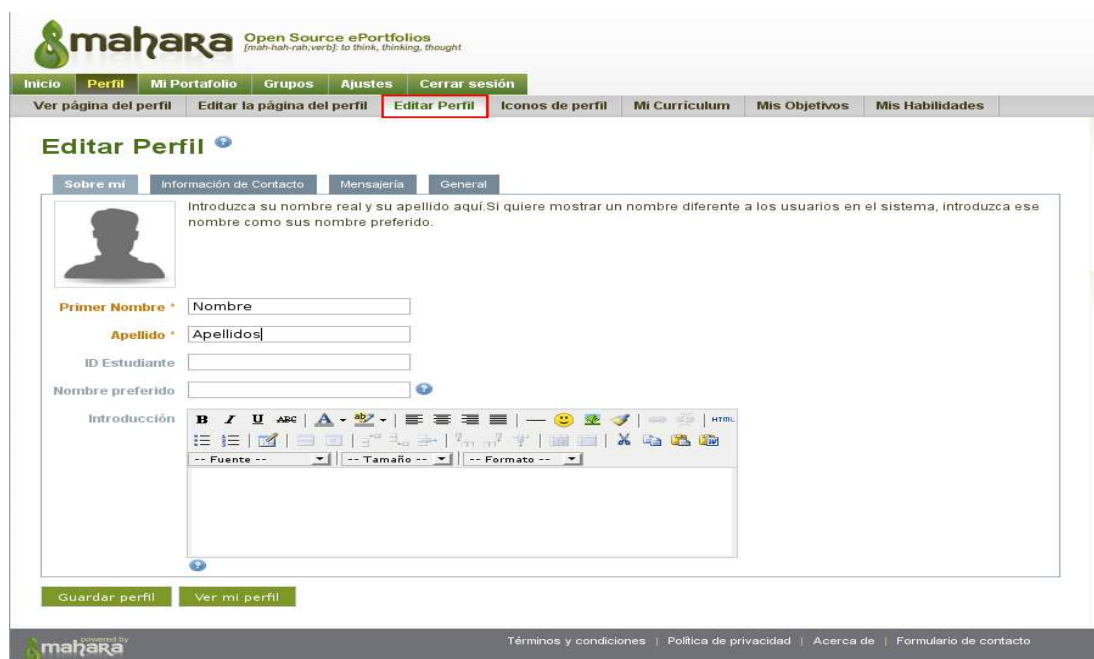 mahara Open Source ePortfolios
[mah-hah-rah;verb]: to think, thinking, thought
Inicio Perfil Mi Portafolio Grupos Ajustes Cerrar sesión
Ver página del perfil Editar la página del perfil Editar Perfil Iconos de perfil Mi Currículum Mis Objetivos Mis Habilidades
Editar Perfil ?
Sobre mí Información de Contacto Mensajería General
Introduzca su nombre real y su apellido aquí.Si quiere mostrar un nombre diferente a los usuarios en el sistema, introduzca ese
nombre como sus nombre preferido.
Primer Nombre * Nombre
Apellido * Apellidos
ID Estudiante
Nombre preferido ?
Introducción B I U ABC A ab HTML
-- Fuente -- -- Tamaño -- -- Formato --
?
Guardar perfil Ver mi perfil
powered by
mahara Términos y condiciones | Política de privacidad | Acerca de | Formulario de contacto